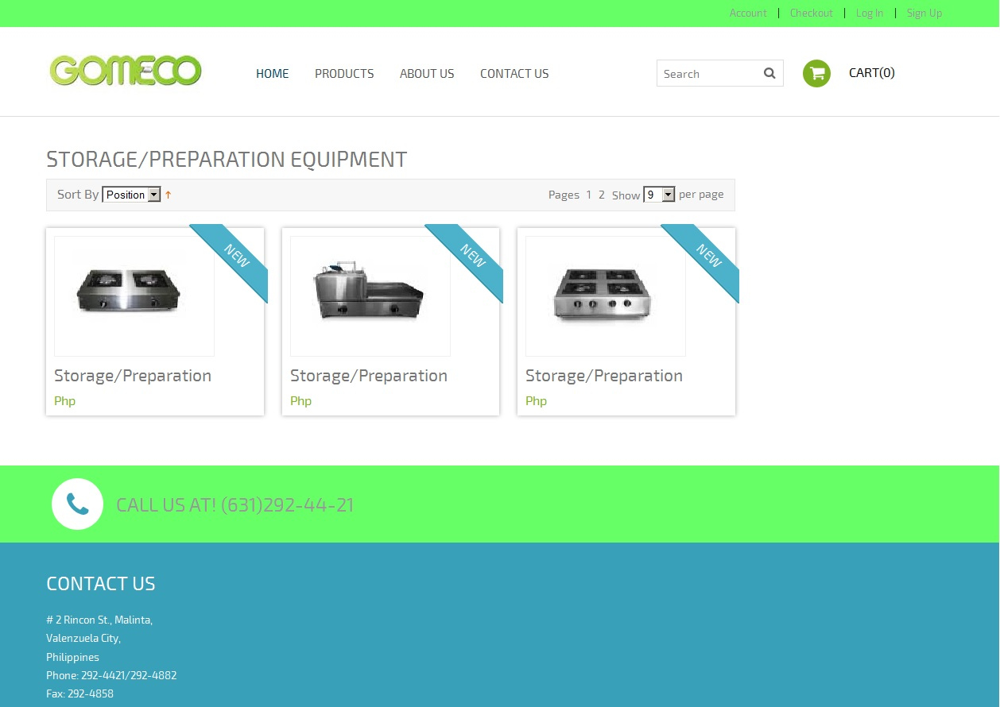 Account | Checkout | Log In | Sign Up
GOMECO HOME PRODUCTS ABOUT US CONTACT US Search CART(0)
STORAGE/PREPARATION EQUIPMENT
Sort By Position Pages 1 2 Show 9 per page
NEW NEW NEW
Storage/Preparation Storage/Preparation Storage/Preparation
Php Php Php
CALL US AT! (631)292-44-21
CONTACT US
# 2 Rincon St., Malinta,
Valenzuela City,
Philippines
Phone: 292-4421/292-4882
Fax: 292-4858